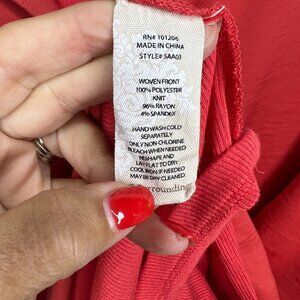 RN# 101206
MADE IN CHINA
STYLE# 5AA03
WOVEN FRONT
100% POLYESTER
KNIT
96% RAYON
4% SPANDEX
HAND WASH COLD
SEPARATELY
ONLY NON-CHLORINE
BLEACH WHEN NEEDED
RESHAPE AND
LAY FLAT TO DRY
COOL IRON IF NEEDED
MAY BE DRY CLEANED